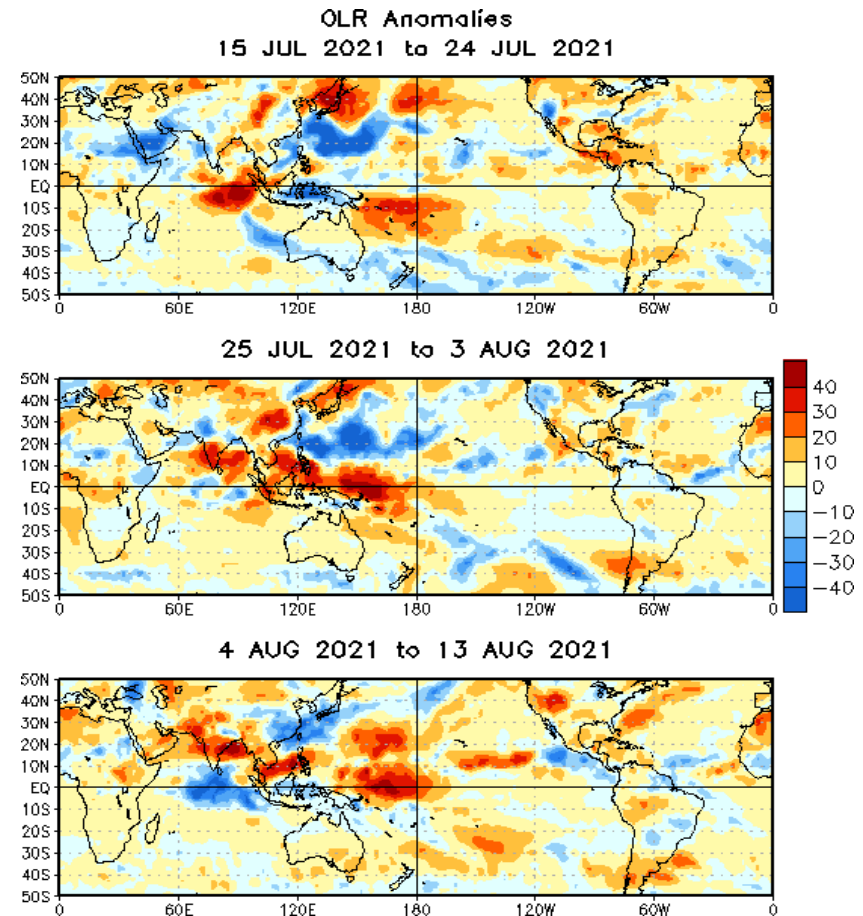 OLR Anomalies
15 JUL 2021 to 24 JUL 2021
50N
40N
30N
20N
10N
EQ
10S
20S
30S
40S
50S
0 60E 120E 180 120W 60W 0
25 JUL 2021 to 3 AUG 2021
50N
40N
30N
20N
10N
EQ
10S
20S
30S
40S
50S
0 60E 120E 180 120W 60W 0
40
30
20
10
0
−10
−20
−30
−40
4 AUG 2021 to 13 AUG 2021
50N
40N
30N
20N
10N
EQ
10S
20S
30S
40S
50S
0 60E 120E 180 120W 60W 0